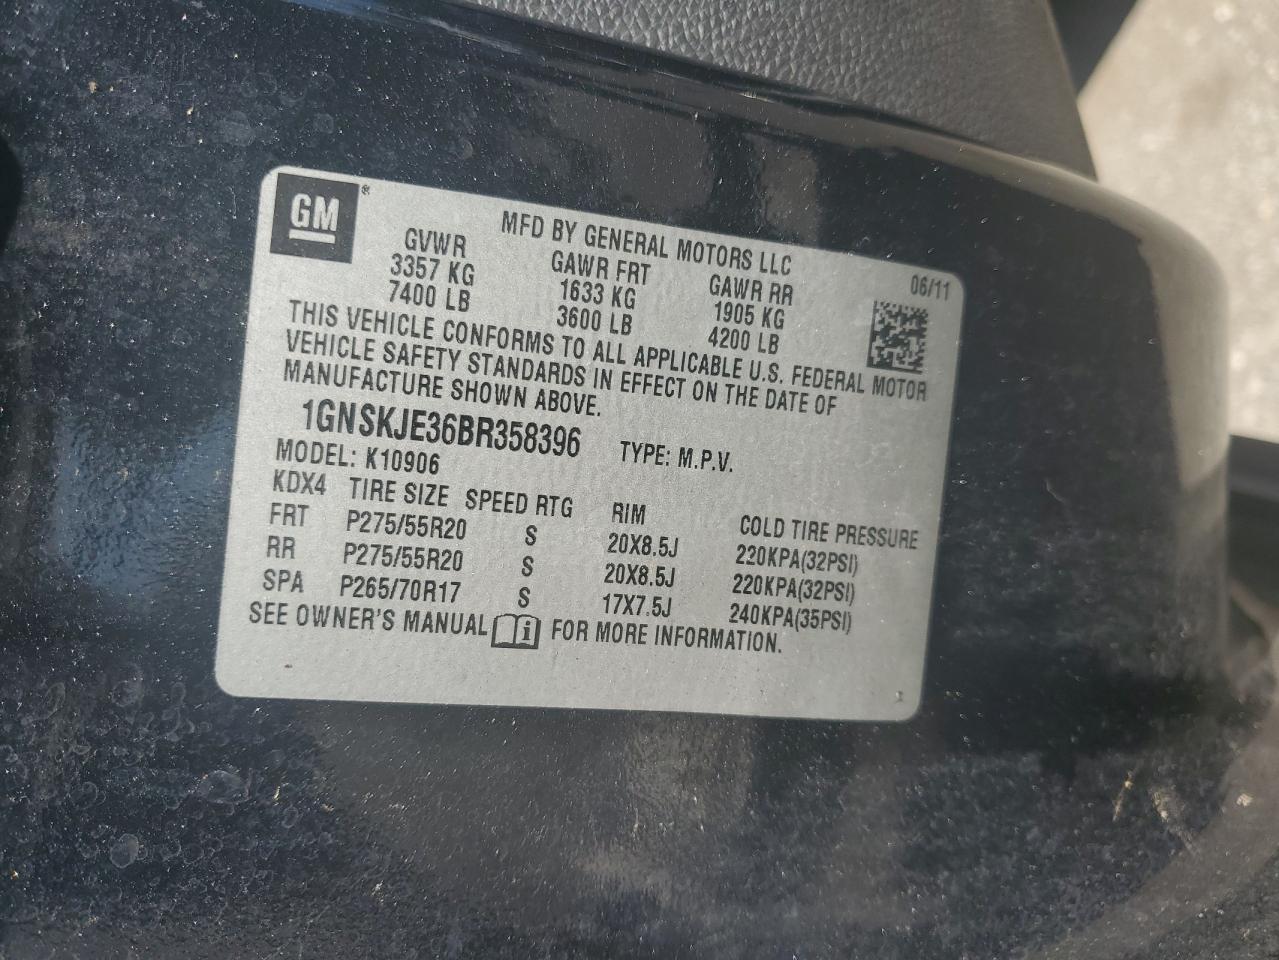 GM®
MFD BY GENERAL MOTORS LLC
06/11
GVWR GAWR FRT GAWR RR
3357 KG 1633 KG 1905 KG
7400 LB 3600 LB 4200 LB
THIS VEHICLE CONFORMS TO ALL APPLICABLE U.S. FEDERAL MOTOR
VEHICLE SAFETY STANDARDS IN EFFECT ON THE DATE OF
MANUFACTURE SHOWN ABOVE.
1GNSKJE36BR358396 TYPE: M.P.V.
MODEL: K10906
KDX4 TIRE SIZE SPEED RTG RIM COLD TIRE PRESSURE
FRT P275/55R20 S 20X8.5J 220KPA(32PSI)
RR P275/55R20 S 20X8.5J 220KPA(32PSI)
SPA P265/70R17 S 17X7.5J 240KPA(35PSI)
SEE OWNER'S MANUAL i FOR MORE INFORMATION.